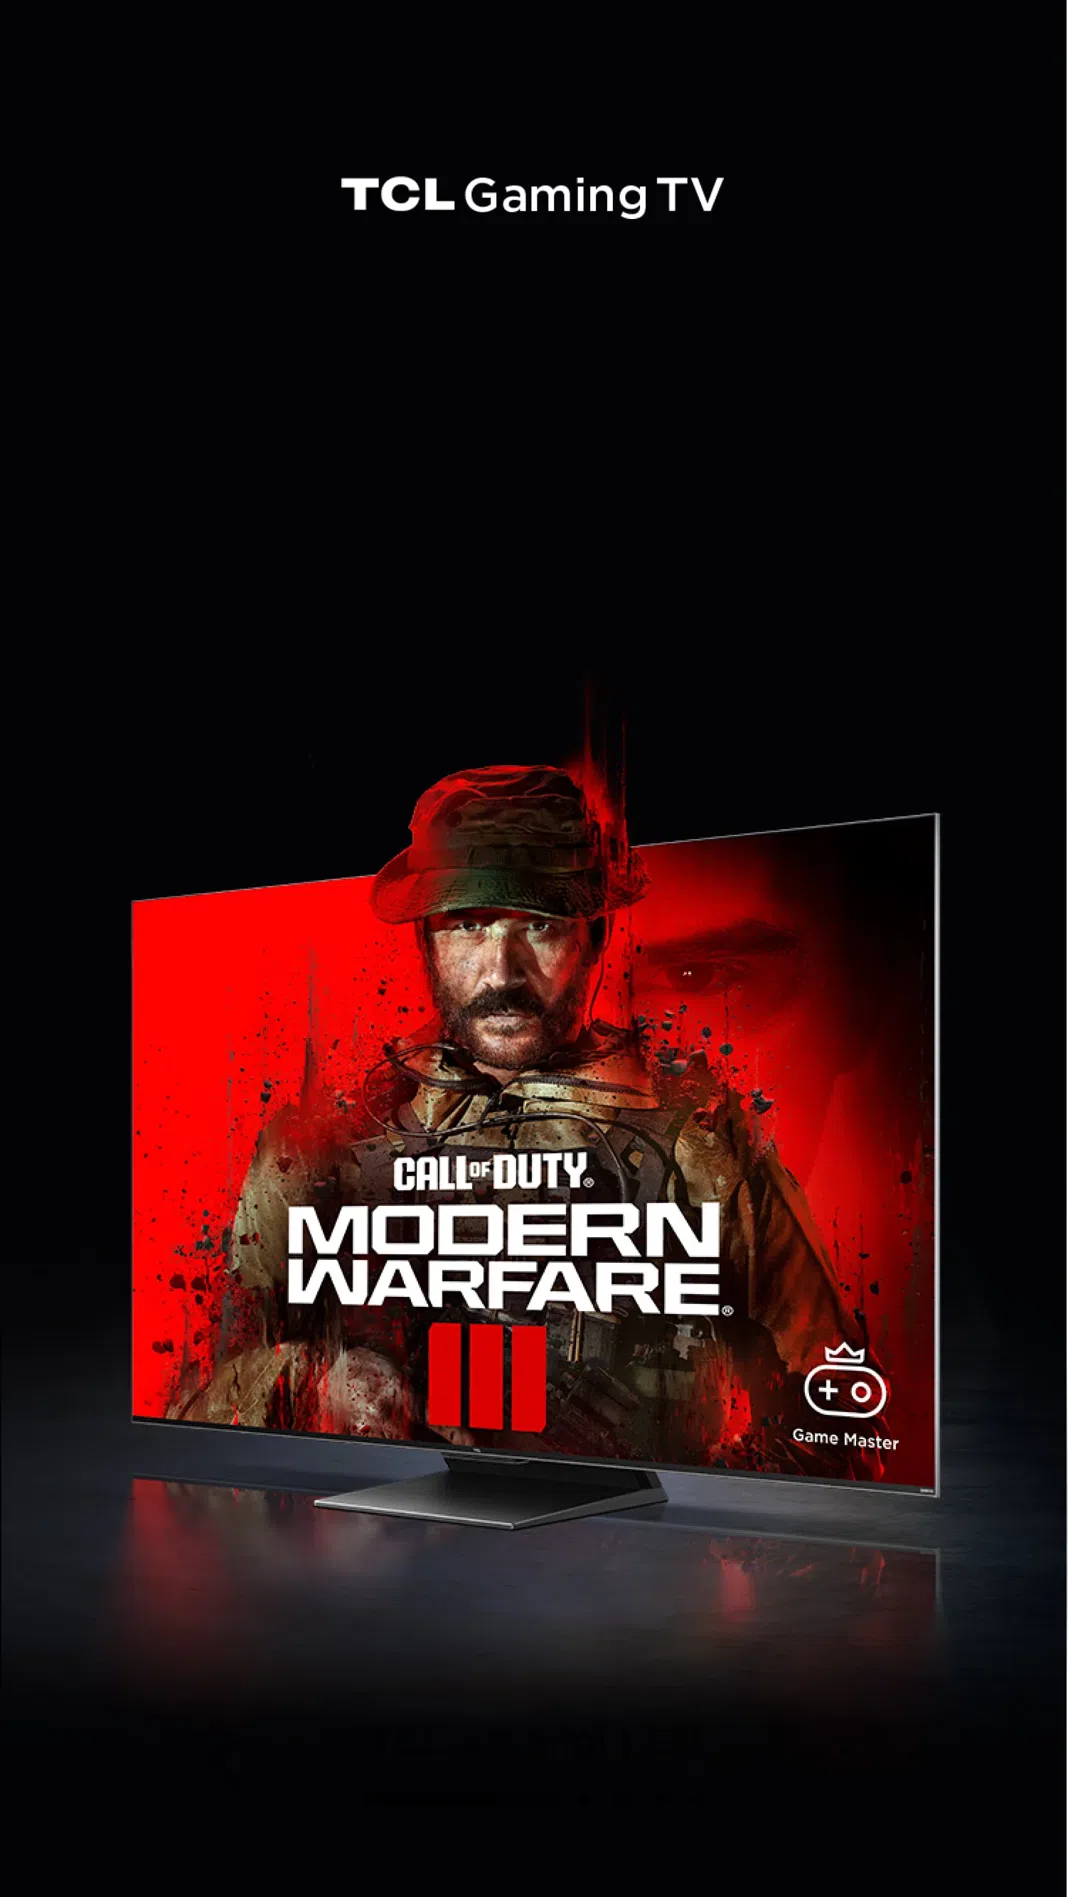 TCL Gaming TV
CALL OF DUTY®
MODERN
WARFARE®
III
Game Master